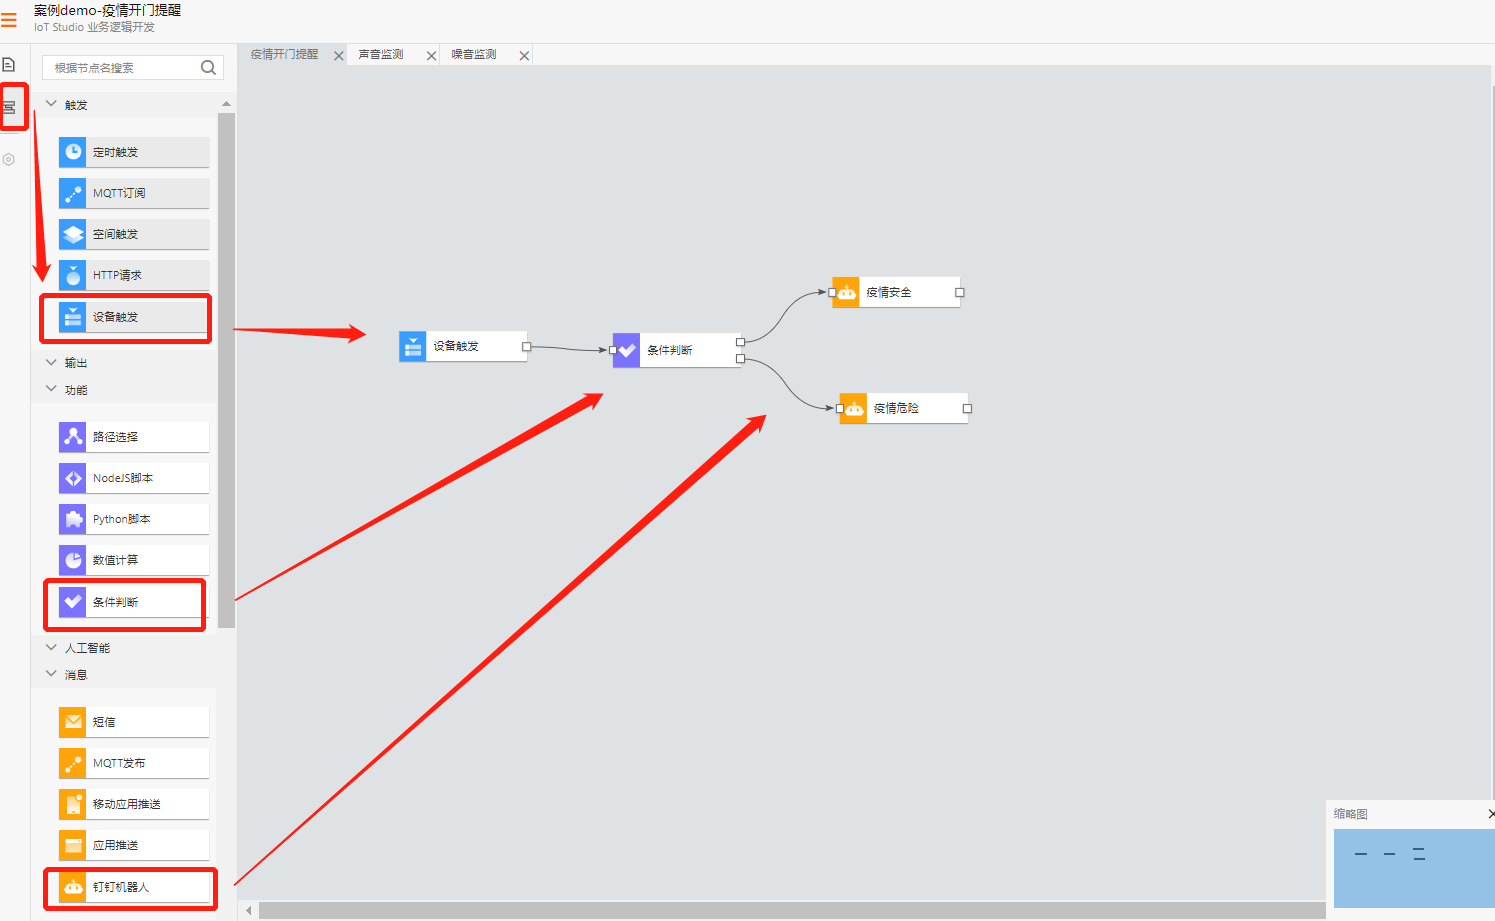 案例demo-疫情开门提醒
IoT Studio 业务逻辑开发
疫情开门提醒
声音监测
噪音监测
根据节点名搜索
触发
定时触发
MQTT订阅
空间触发
HTTP请求
设备触发
输出
功能
路径选择
NodeJS脚本
Python脚本
数值计算
条件判断
人工智能
消息
短信
MQTT发布
移动应用推送
应用推送
钉钉机器人
设备触发
条件判断
疫情安全
疫情危险
缩略图